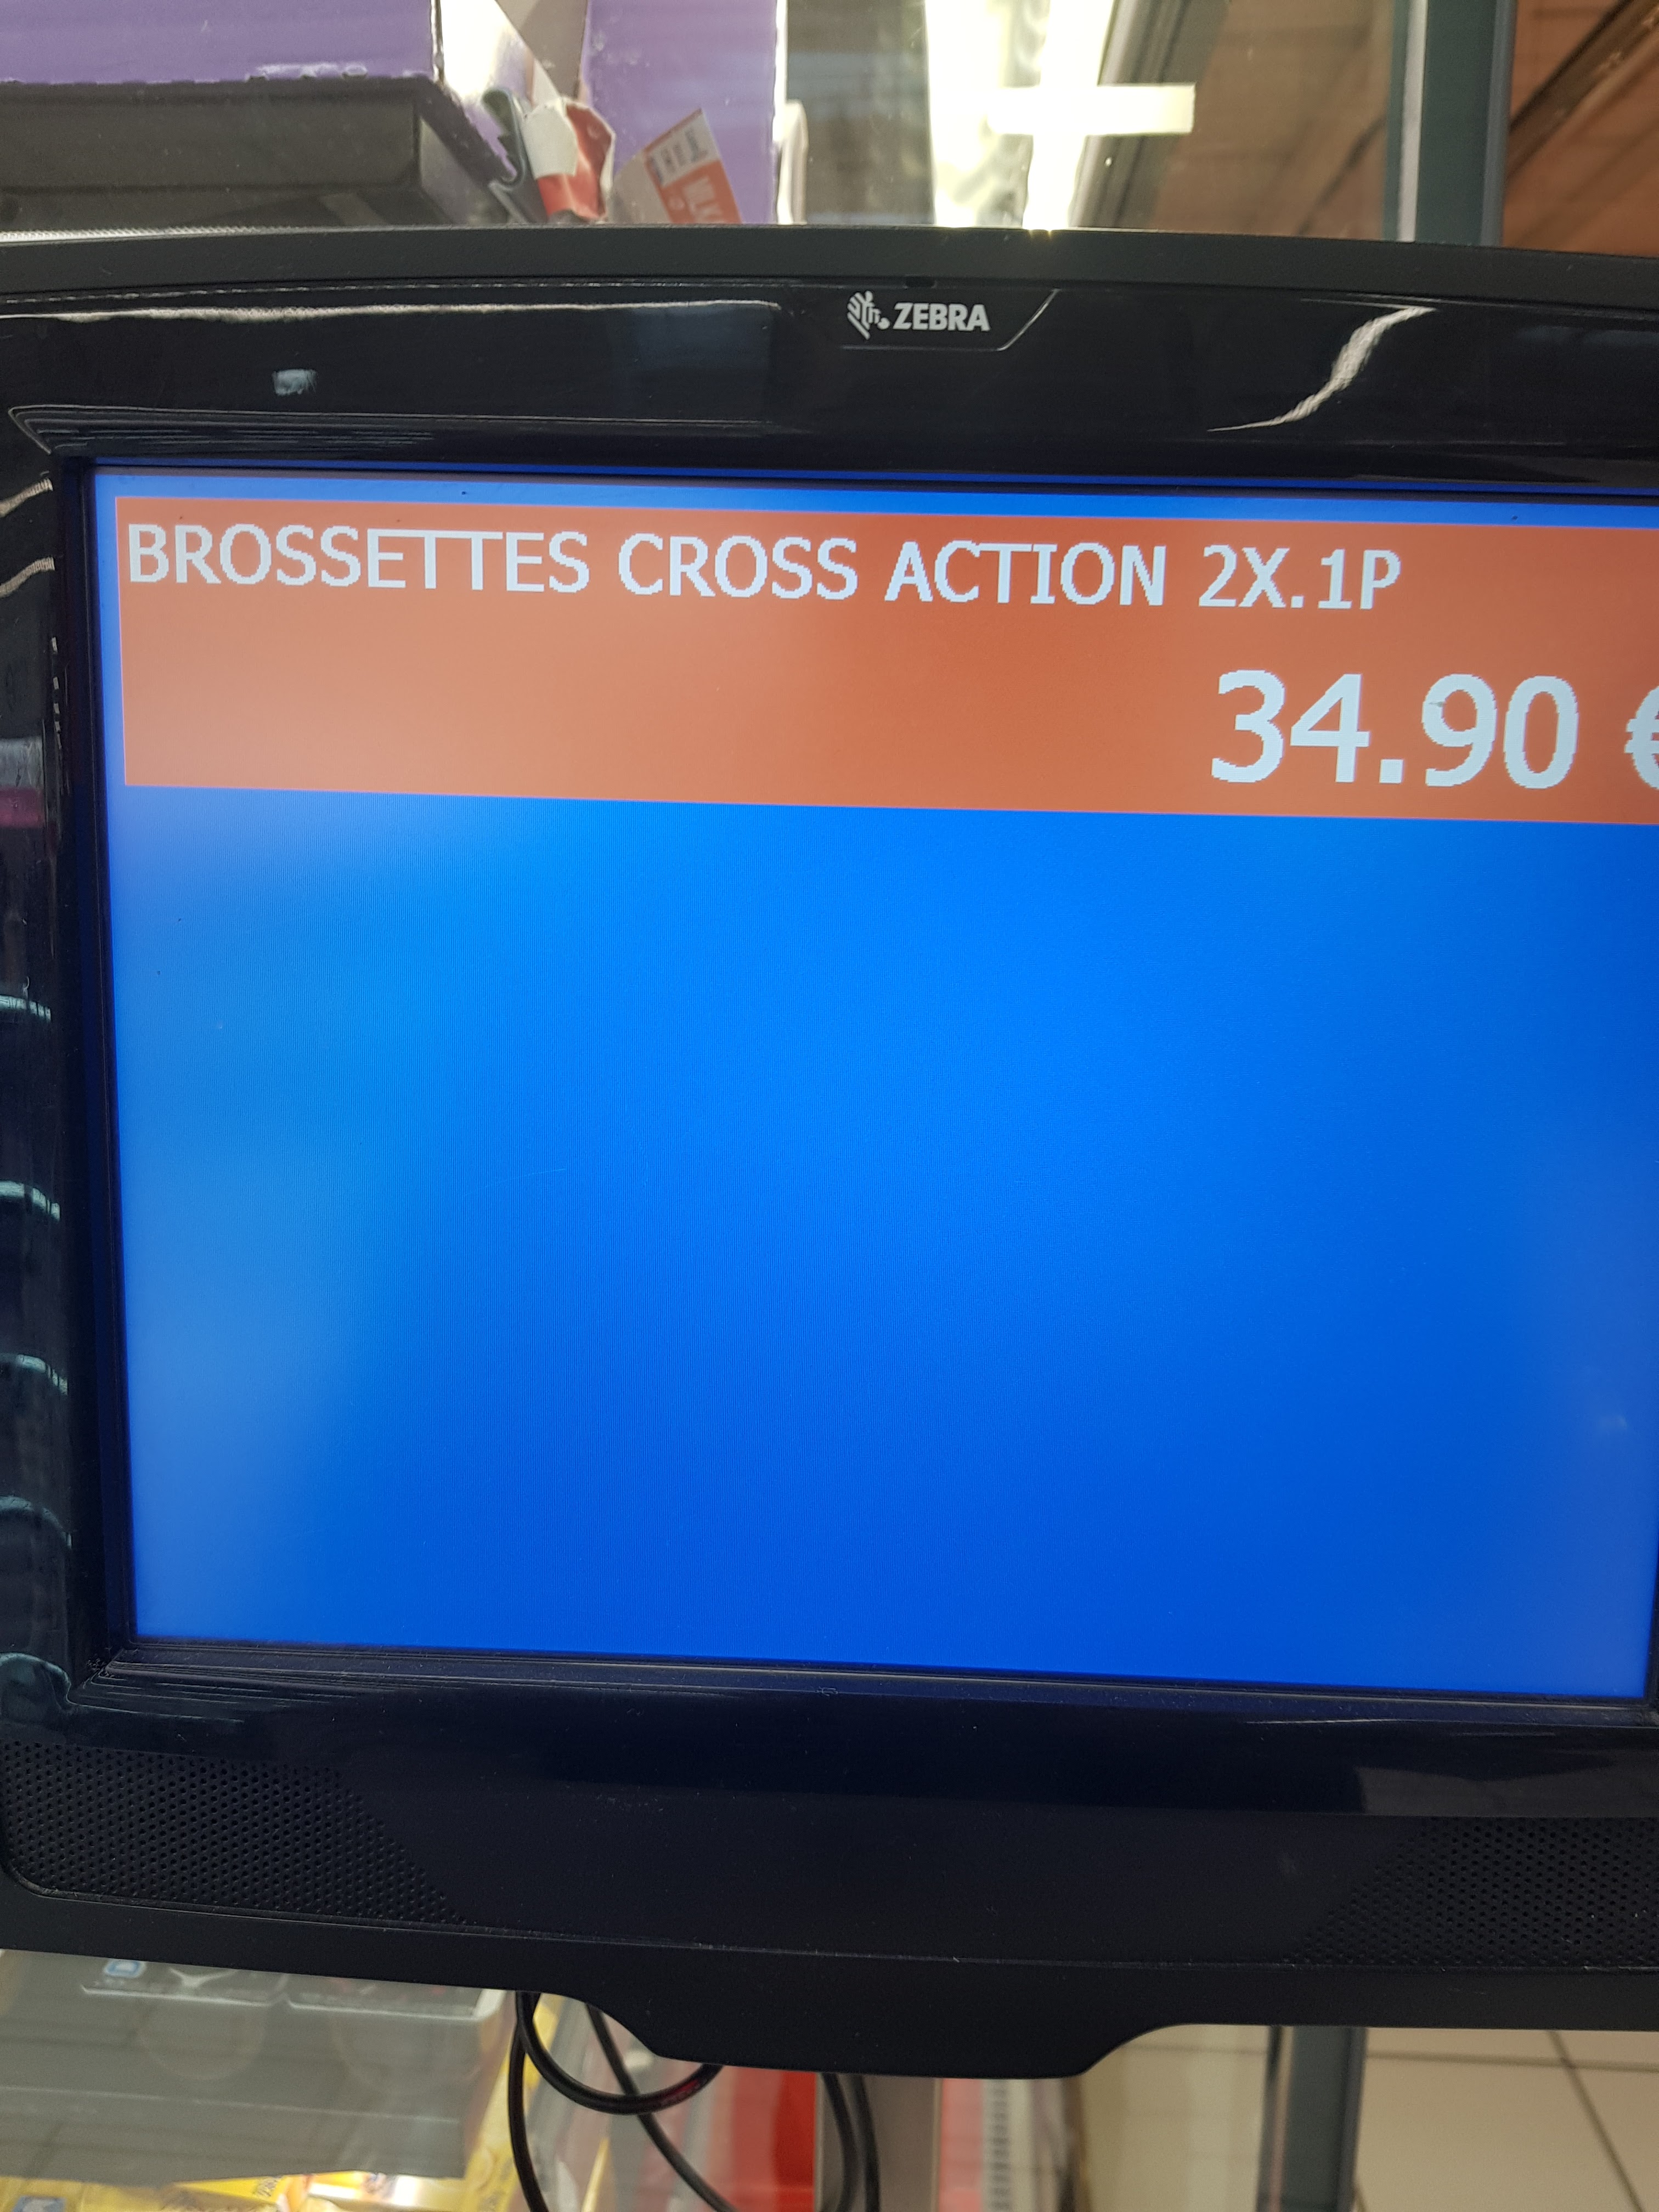 ZEBRA
BROSSETTES CROSS ACTION 2X.1P
34.90 €